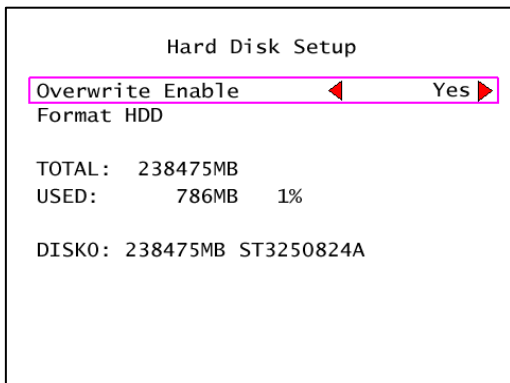 Hard Disk Setup
Overwrite Enable Yes
Format HDD
TOTAL: 238475MB
USED: 786MB 1%
DISK0: 238475MB ST3250824A